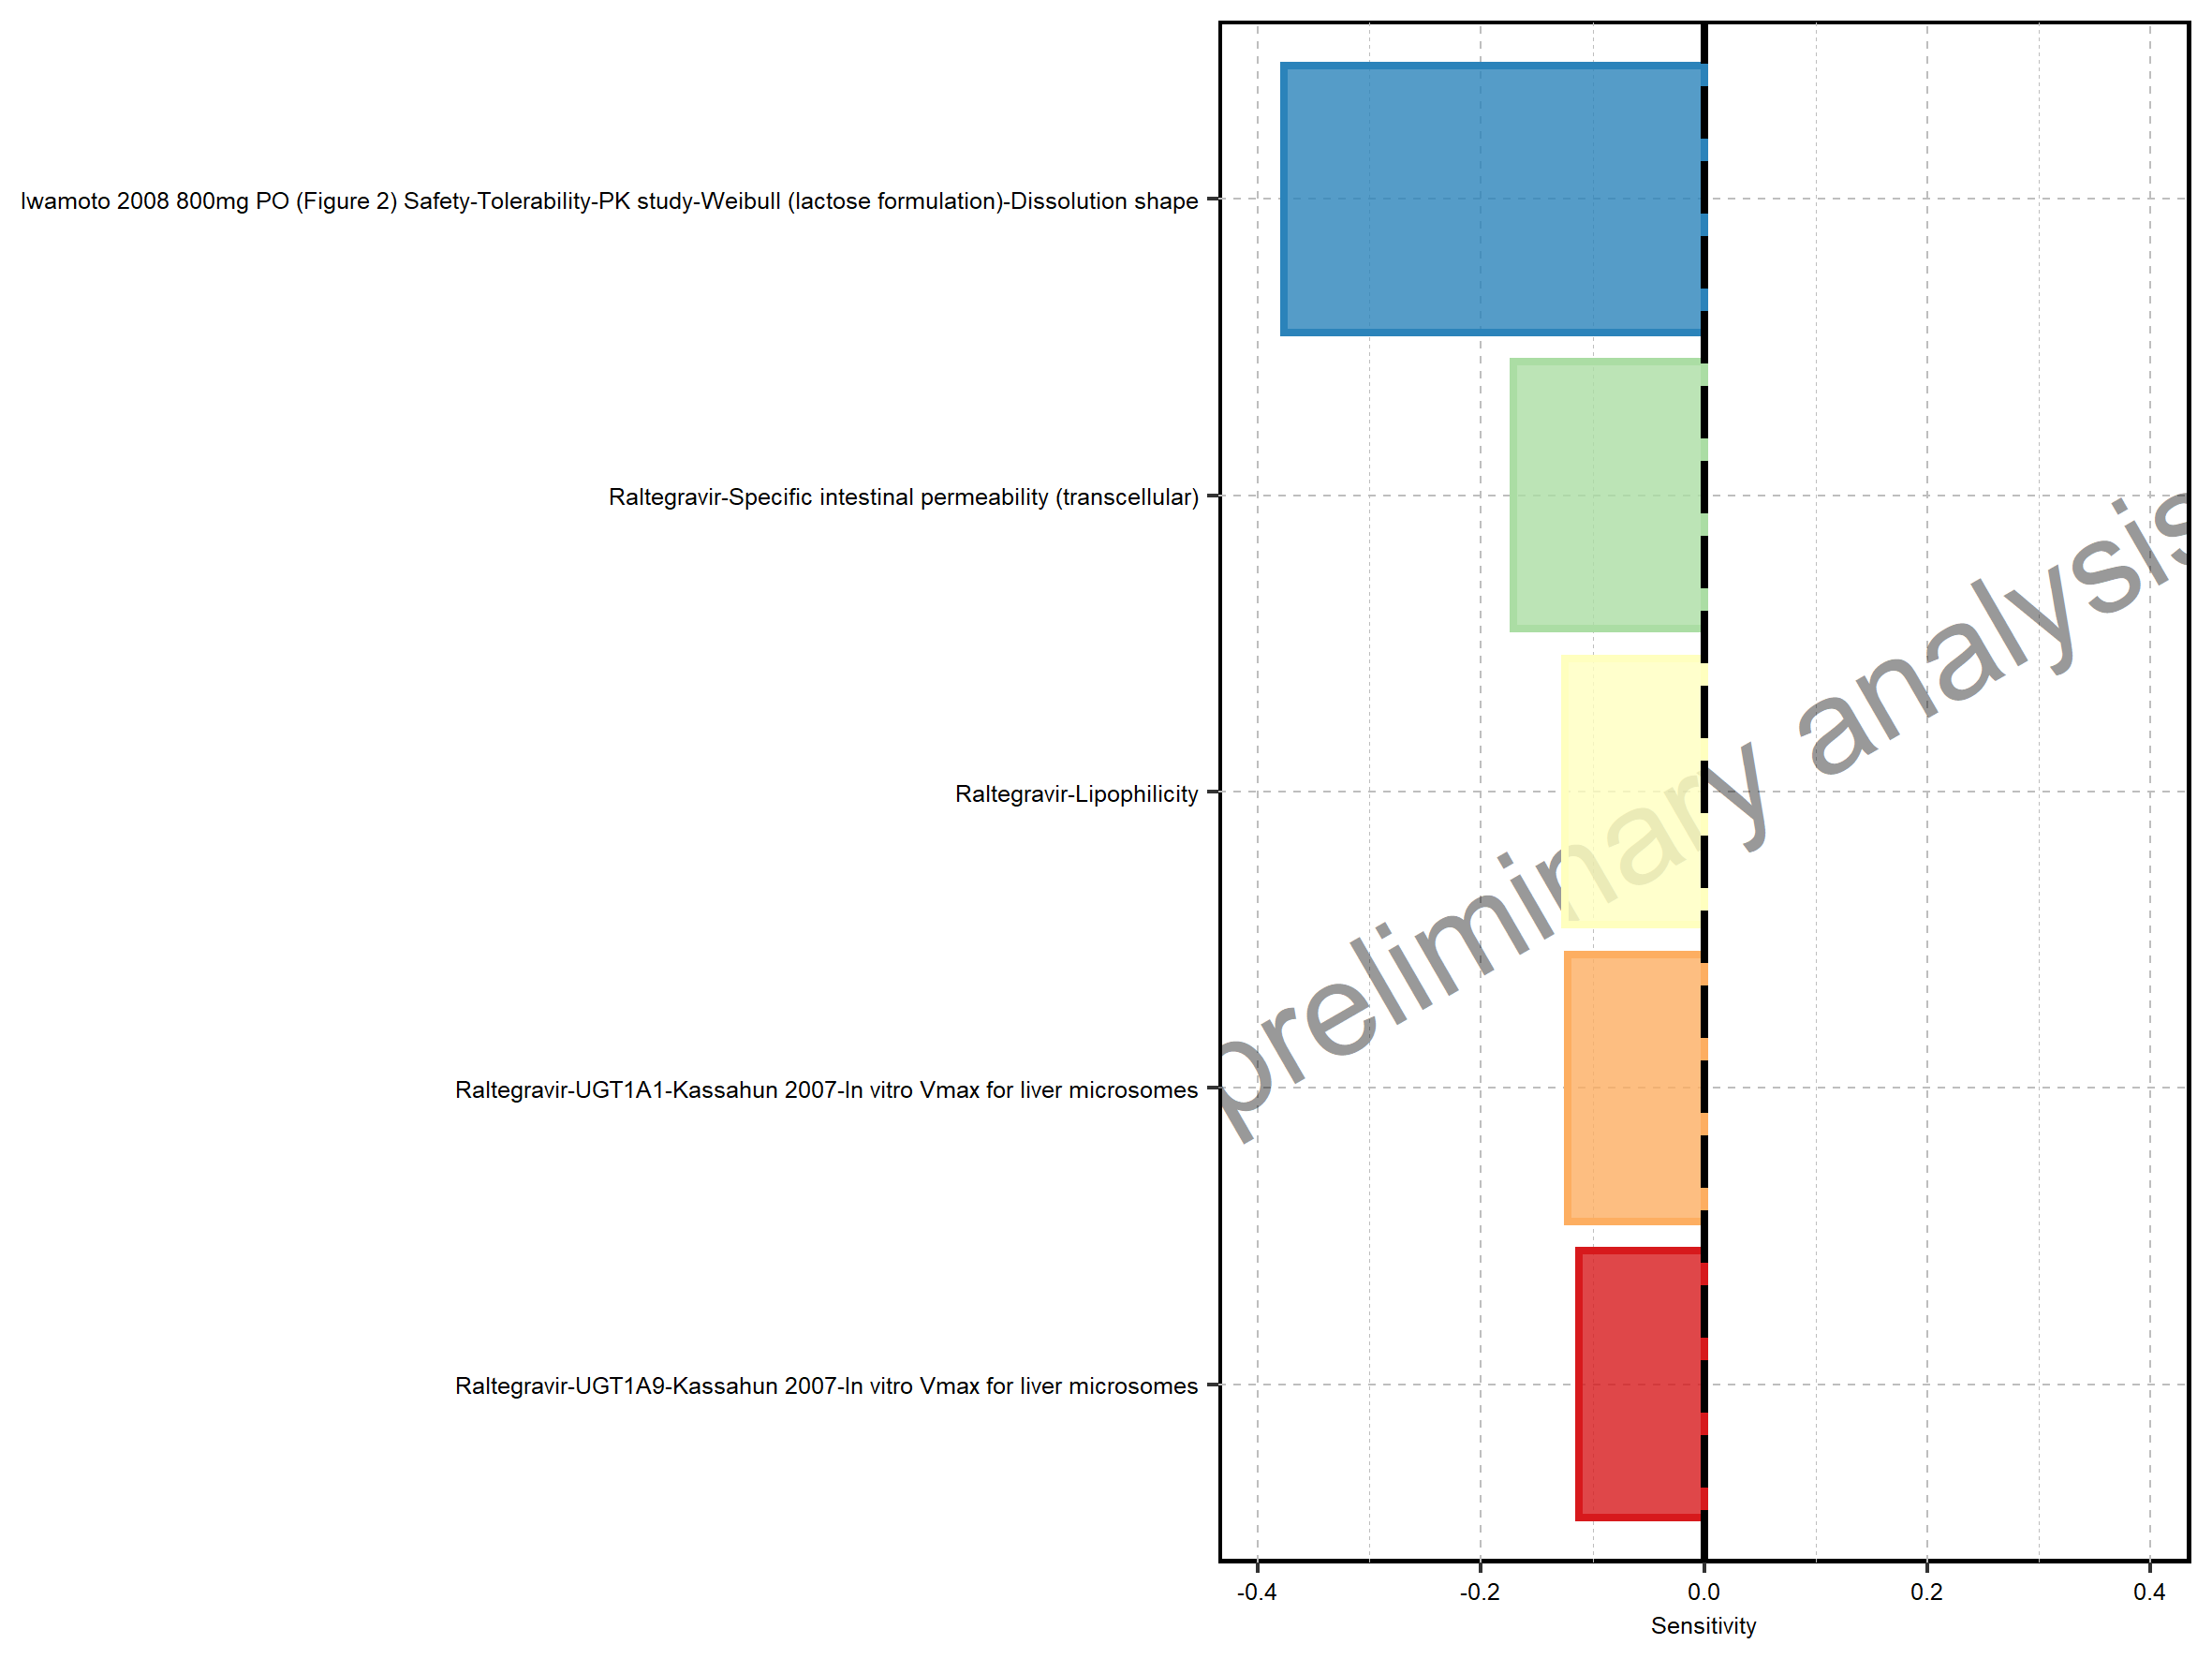 Iwamoto 2008 800mg PO (Figure 2) Safety-Tolerability-PK study-Weibull (lactose formulation)-Dissolution shape
Raltegravir-Specific intestinal permeability (transcellular)
Raltegravir-Lipophilicity
Raltegravir-UGT1A1-Kassahun 2007-In vitro Vmax for liver microsomes
Raltegravir-UGT1A9-Kassahun 2007-In vitro Vmax for liver microsomes
preliminary analysis
-0.4 -0.2 0.0 0.2 0.4
Sensitivity